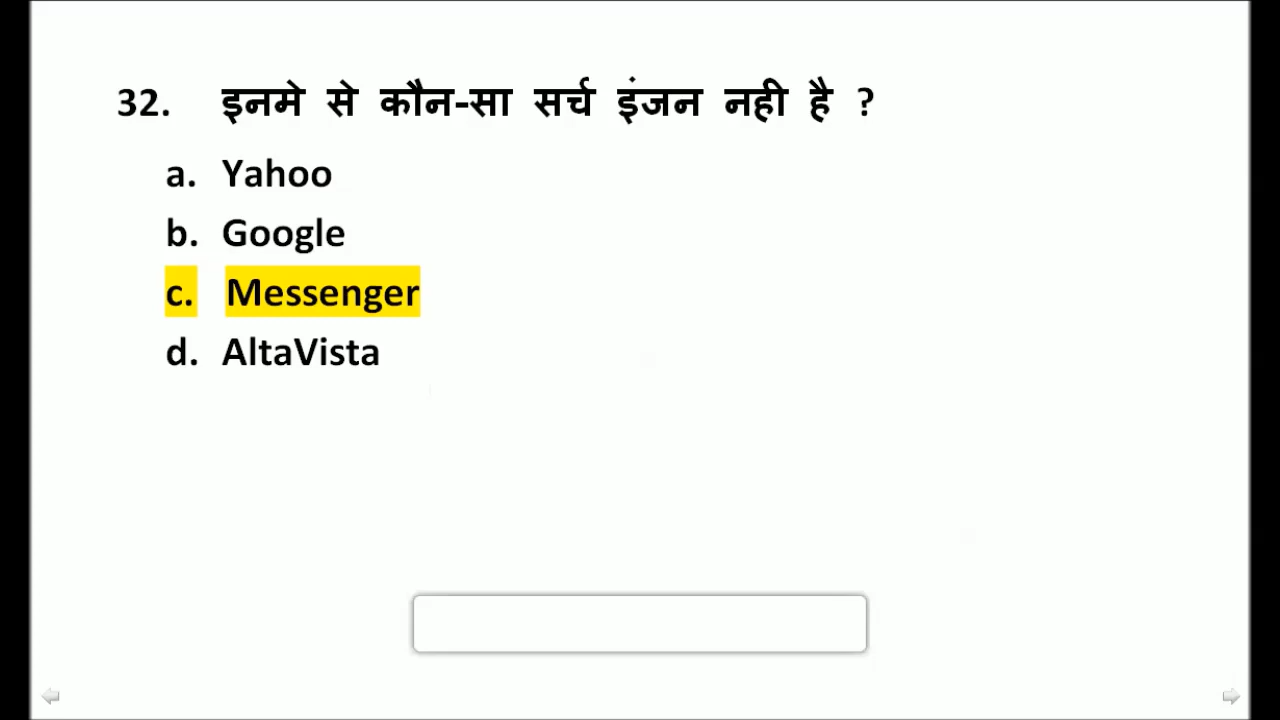 32. इनमे से कौन-सा सर्च इंजन नही है ?
a. Yahoo
b. Google
c. Messenger
d. AltaVista